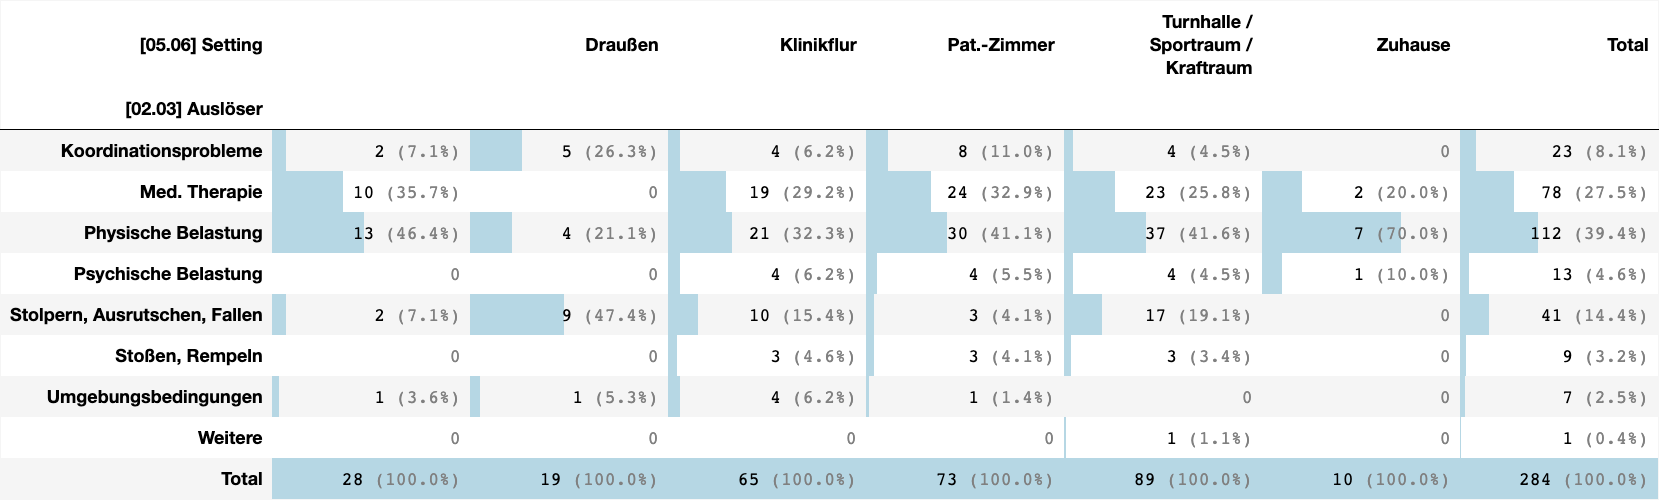 Turnhalle /
[05.06] Setting Draußen Klinikflur Pat.-Zimmer Sportraum / Zuhause Total
Kraftraum
[02.03] Auslöser
Koordinationsprobleme 2 (7.1%) 5 (26.3%) 4 (6.2%) 8 (11.0%) 4 (4.5%) 0 23 (8.1%)
Med. Therapie 10 (35.7%) 0 19 (29.2%) 24 (32.9%) 23 (25.8%) 2 (20.0%) 78 (27.5%)
Physische Belastung 13 (46.4%) 4 (21.1%) 21 (32.3%) 30 (41.1%) 37 (41.6%) 7 (70.0%) 112 (39.4%)
Psychische Belastung 0 0 4 (6.2%) 4 (5.5%) 4 (4.5%) 1 (10.0%) 13 (4.6%)
Stolpern, Ausrutschen, Fallen 2 (7.1%) 9 (47.4%) 10 (15.4%) 3 (4.1%) 17 (19.1%) 0 41 (14.4%)
Stoßen, Rempeln 0 0 3 (4.6%) 3 (4.1%) 3 (3.4%) 0 9 (3.2%)
Umgebungsbedingungen 1 (3.6%) 1 (5.3%) 4 (6.2%) 1 (1.4%) 0 0 7 (2.5%)
Weitere 0 0 0 0 1 (1.1%) 0 1 (0.4%)
Total 28 (100.0%) 19 (100.0%) 65 (100.0%) 73 (100.0%) 89 (100.0%) 10 (100.0%) 284 (100.0%)